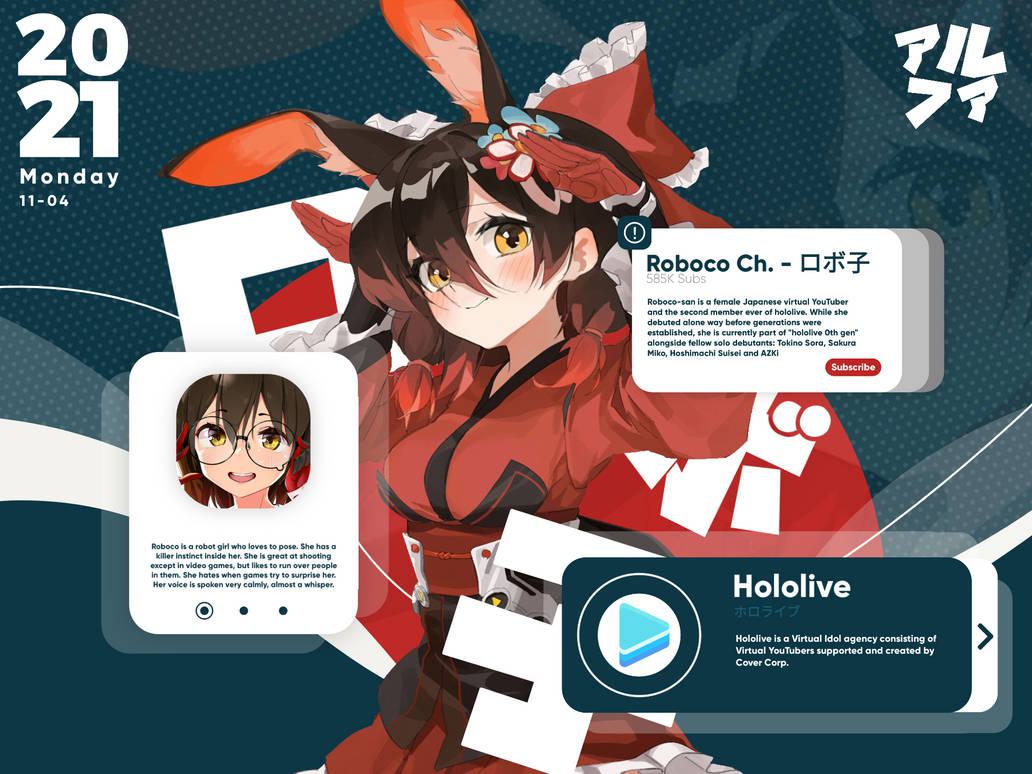 20
21
Monday
11-04
アル
ファ
Roboco Ch. - ロボ子
585K Subs
Roboco-san is a female Japanese virtual YouTuber
and the second member ever of hololive. While she
debuted alone way before generations were
established, she is currently part of "hololive 0th gen"
alongside fellow solo debutants: Tokino Sora, Sakura
Miko, Hoshimachi Suisei and AZKi
Subscribe
Roboco is a robot girl who loves to pose. She has a
killer instinct inside her. She is great at shooting
except in video games, but likes to run over people
in them. She hates when games try to surprise her.
Her voice is spoken very calmly, almost a whisper.
Hololive
ホロライブ
Hololive is a Virtual Idol agency consisting of
Virtual YouTubers supported and created by
Cover Corp.